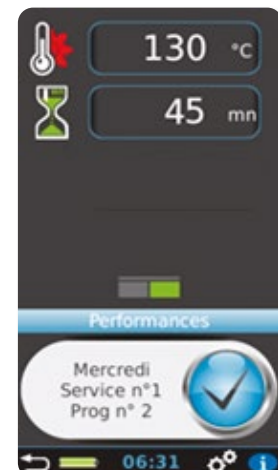 130 °C
45 mn
Performances
Mercredi
Service n°1
Prog n° 2
06:31
i